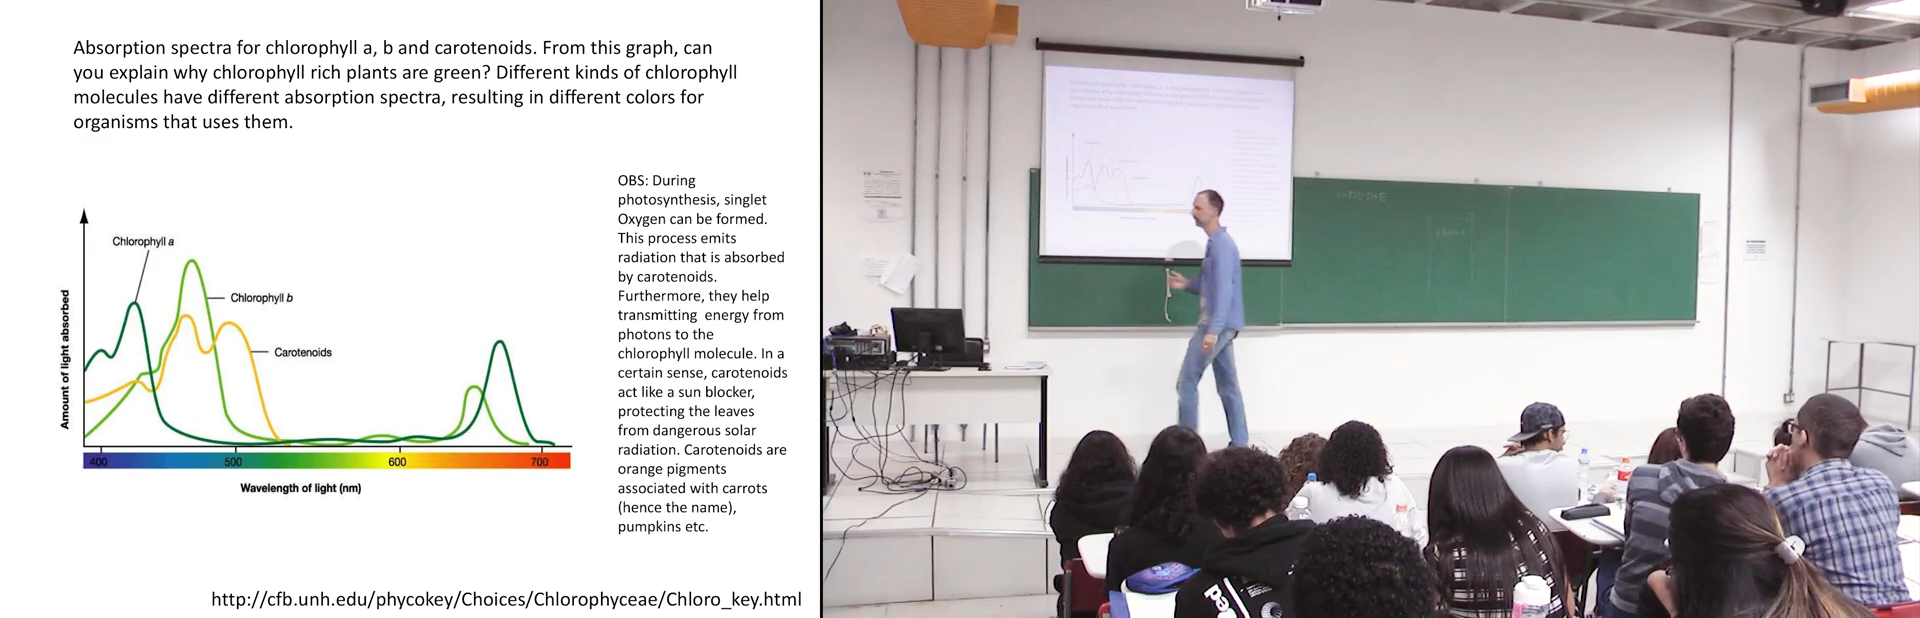 Absorption spectra for chlorophyll a, b and carotenoids. From this graph, can
you explain why chlorophyll rich plants are green? Different kinds of chlorophyll
molecules have different absorption spectra, resulting in different colors for
organisms that uses them.
OBS: During
photosynthesis, singlet
Oxygen can be formed.
This process emits
radiation that is absorbed
by carotenoids.
Furthermore, they help
transmitting energy from
photons to the
chlorophyll molecule. In a
certain sense, carotenoids
act like a sun blocker,
protecting the leaves
from dangerous solar
radiation. Carotenoids are
orange pigments
associated with carrots
(hence the name),
pumpkins etc.
Chlorophyll a
Chlorophyll b
Carotenoids
Amount of light absorbed
400 500 600 700
Wavelength of light (nm)
http://cfb.unh.edu/phycokey/Choices/Chlorophyceae/Chloro_key.html